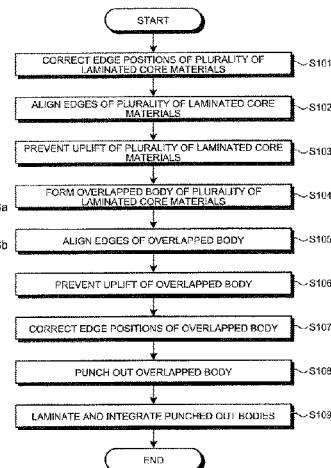 START
CORRECT EDGE POSITIONS OF PLURALITY OF
LAMINATED CORE MATERIALS
S101
ALIGN EDGES OF PLURALITY OF LAMINATED CORE
MATERIALS
S102
PREVENT UPLIFT OF PLURALITY OF LAMINATED CORE
MATERIALS
S103
FORM OVERLAPPED BODY OF PLURALITY OF
LAMINATED CORE MATERIALS
S104
ALIGN EDGES OF OVERLAPPED BODY
S105
PREVENT UPLIFT OF OVERLAPPED BODY
S106
CORRECT EDGE POSITIONS OF OVERLAPPED BODY
S107
PUNCH OUT OVERLAPPED BODY
S108
LAMINATE AND INTEGRATE PUNCHED OUT BODIES
S109
END